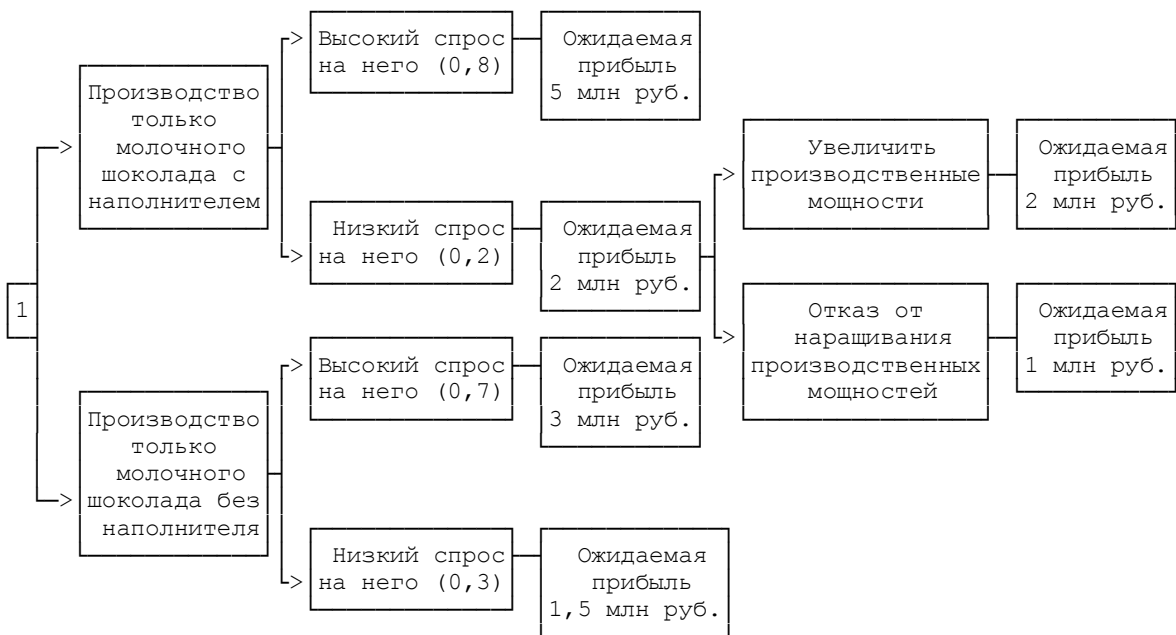 1
Производство
только
молочного
шоколада с
наполнителем
Высокий спрос
на него (0,8)
Ожидаемая
прибыль
5 млн руб.
Низкий спрос
на него (0,2)
Ожидаемая
прибыль
2 млн руб.
Увеличить
производственные
мощности
Ожидаемая
прибыль
2 млн руб.
Отказ от
наращивания
производственных
мощностей
Ожидаемая
прибыль
1 млн руб.
Производство
только
молочного
шоколада без
наполнителя
Высокий спрос
на него (0,7)
Ожидаемая
прибыль
3 млн руб.
Низкий спрос
на него (0,3)
Ожидаемая
прибыль
1,5 млн руб.